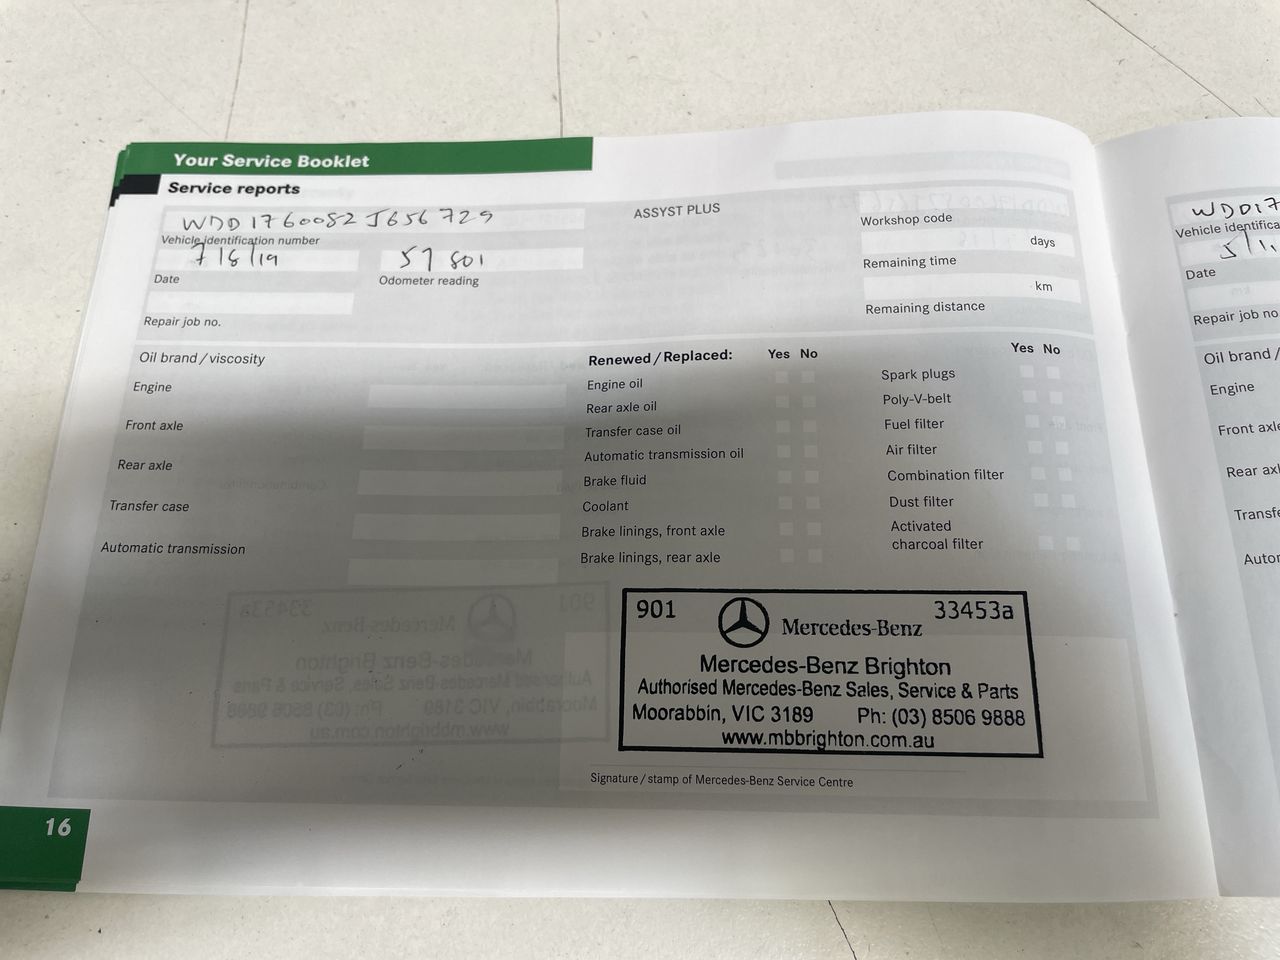 Your Service Booklet
Service reports
WDD1760082J656729
Vehicle identification number
7/8/19
57801
Date
Odometer reading
Repair job no.
ASSYST PLUS
Workshop code
days
Remaining time
km
Remaining distance
Oil brand / viscosity
Engine
Front axle
Rear axle
Transfer case
Automatic transmission
Renewed / Replaced: Yes No
Engine oil
Rear axle oil
Transfer case oil
Automatic transmission oil
Brake fluid
Coolant
Brake linings, front axle
Brake linings, rear axle
Yes No
Spark plugs
Poly-V-belt
Fuel filter
Air filter
Combination filter
Dust filter
Activated
charcoal filter
901 Mercedes-Benz 33453a
Mercedes-Benz Brighton
Authorised Mercedes-Benz Sales, Service & Parts
Moorabbin, VIC 3189 Ph: (03) 8506 9888
www.mbbrighton.com.au
Signature / stamp of Mercedes-Benz Service Centre
16
WDD17
Vehicle identifica
Date
Repair job no
Oil brand /
Engine
Front axle
Rear axl
Transfe
Autor